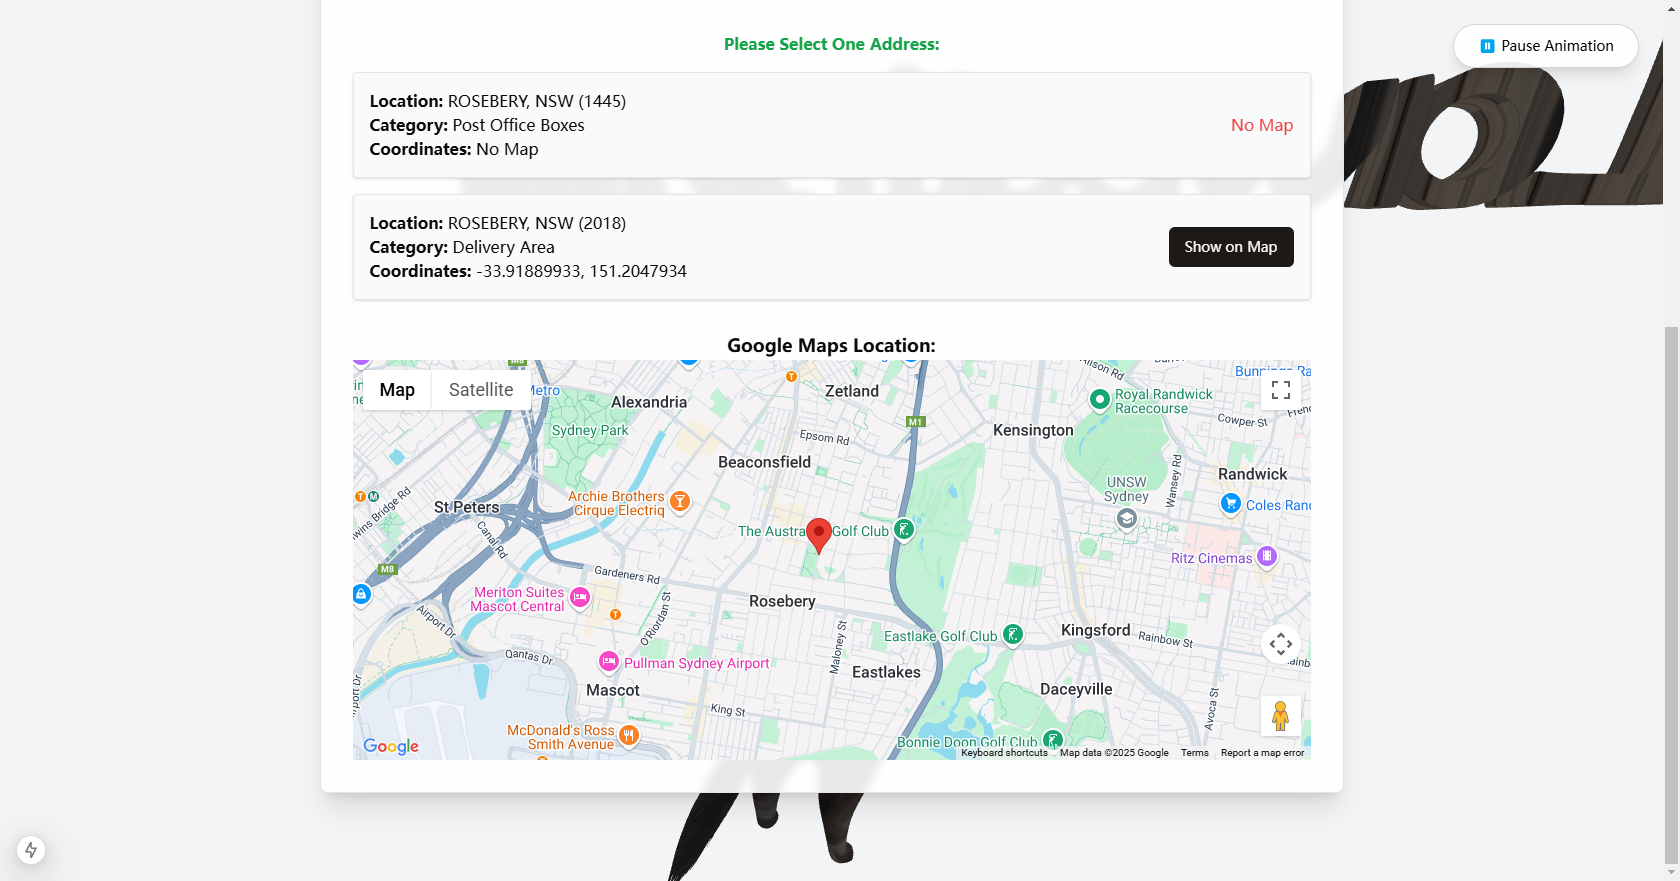 Please Select One Address:
Pause Animation
Location: ROSEBERY, NSW (1445)
Category: Post Office Boxes
Coordinates: No Map
No Map
Location: ROSEBERY, NSW (2018)
Category: Delivery Area
Coordinates: -33.91889933, 151.2047934
Show on Map
Google Maps Location:
Map
Satellite
Metro
Alexandria
Sydney Park
Zetland
M1
Epsom Rd
Beaconsfield
Kensington
Royal Randwick
Racecourse
Cowper St
Wansey Rd
Randwick
UNSW
Sydney
Coles Ran
Ritz Cinemas
St Peters
Canal Rd
Archie Brothers
Cirque Electriq
The Austra
Golf Club
M8
Gardeners Rd
Meriton Suites
Mascot Central
Airport Dr
O'Riordan St
Rosebery
Maloney St
Eastlake Golf Club
Kingsford
Rainbow St
Qantas Dr
Pullman Sydney Airport
Mascot
Eastlakes
Daceyville
Avoca St
King St
McDonald's Ross
Smith Avenue
Bonnie Doon Golf Club
Google
Keyboard shortcuts
Map data ©2025 Google
Terms
Report a map error